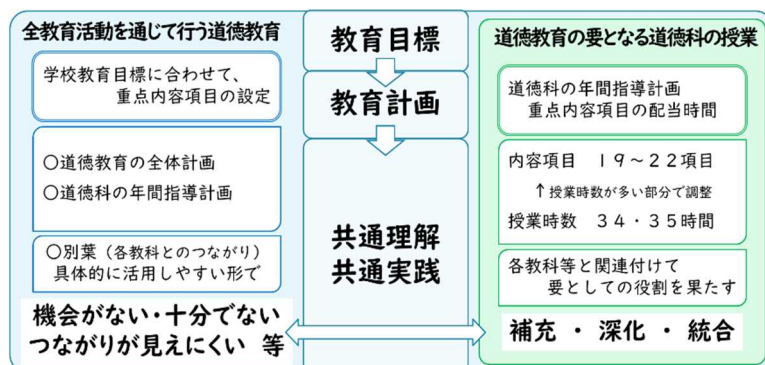 全教育活動を通じて行う道徳教育
学校教育目標に合わせて、
重点内容項目の設定
○道徳教育の全体計画
○道徳科の年間指導計画
○別葉（各教科とのつながり）
具体的に活用しやすい形で
機会がない・十分でない
つながりが見えにくい 等
教育目標
教育計画
共通理解
共通実践
道徳教育の要となる道徳科の授業
道徳科の年間指導計画
重点内容項目の配当時間
内容項目 １９～２２項目
↑授業時数が多い部分で調整
授業時数 ３４・３５時間
各教科等と関連付けて
要としての役割を果たす
補充 ・ 深化 ・ 統合